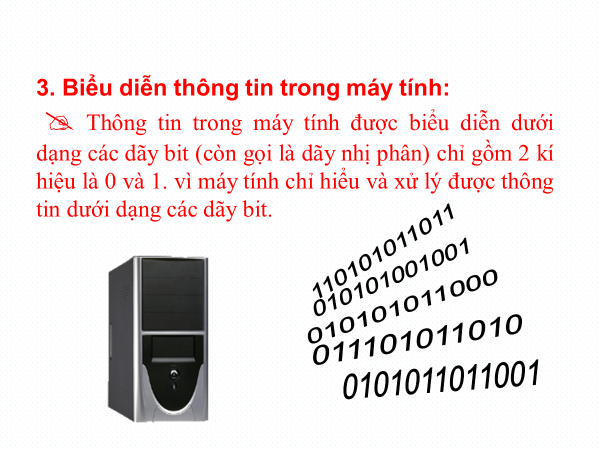 3. Biểu diễn thông tin trong máy tính:
Thông tin trong máy tính được biểu diễn dưới
dạng các dãy bit (còn gọi là dãy nhị phân) chỉ gồm 2 kí
hiệu là 0 và 1. vì máy tính chỉ hiểu và xử lý được thông
tin dưới dạng các dãy bit.
110101011011
010101001001
010101011000
011101011010
0101011011001